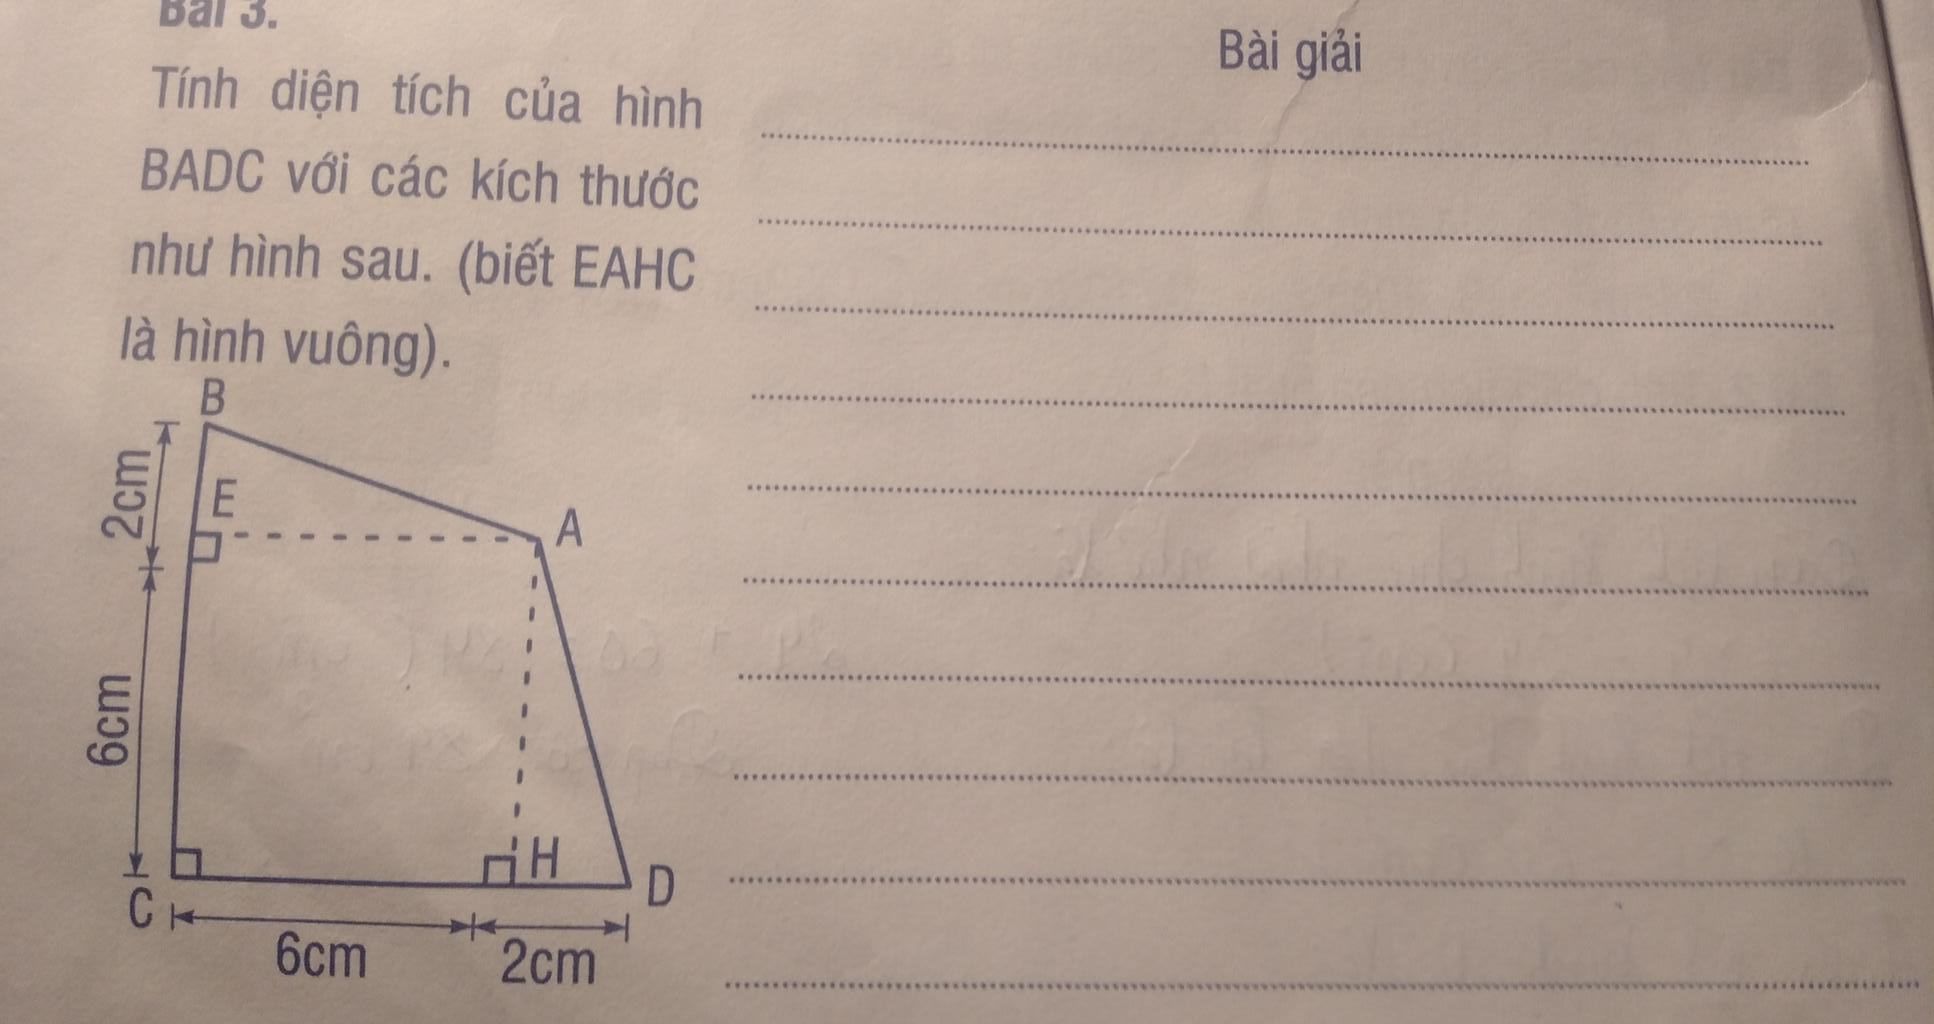 Bài 3.
Tính diện tích của hình
BADC với các kích thước
như hình sau. (biết EAHC
là hình vuông).
Bài giải
B
2cm
E
A
6cm
H
C
D
6cm
2cm